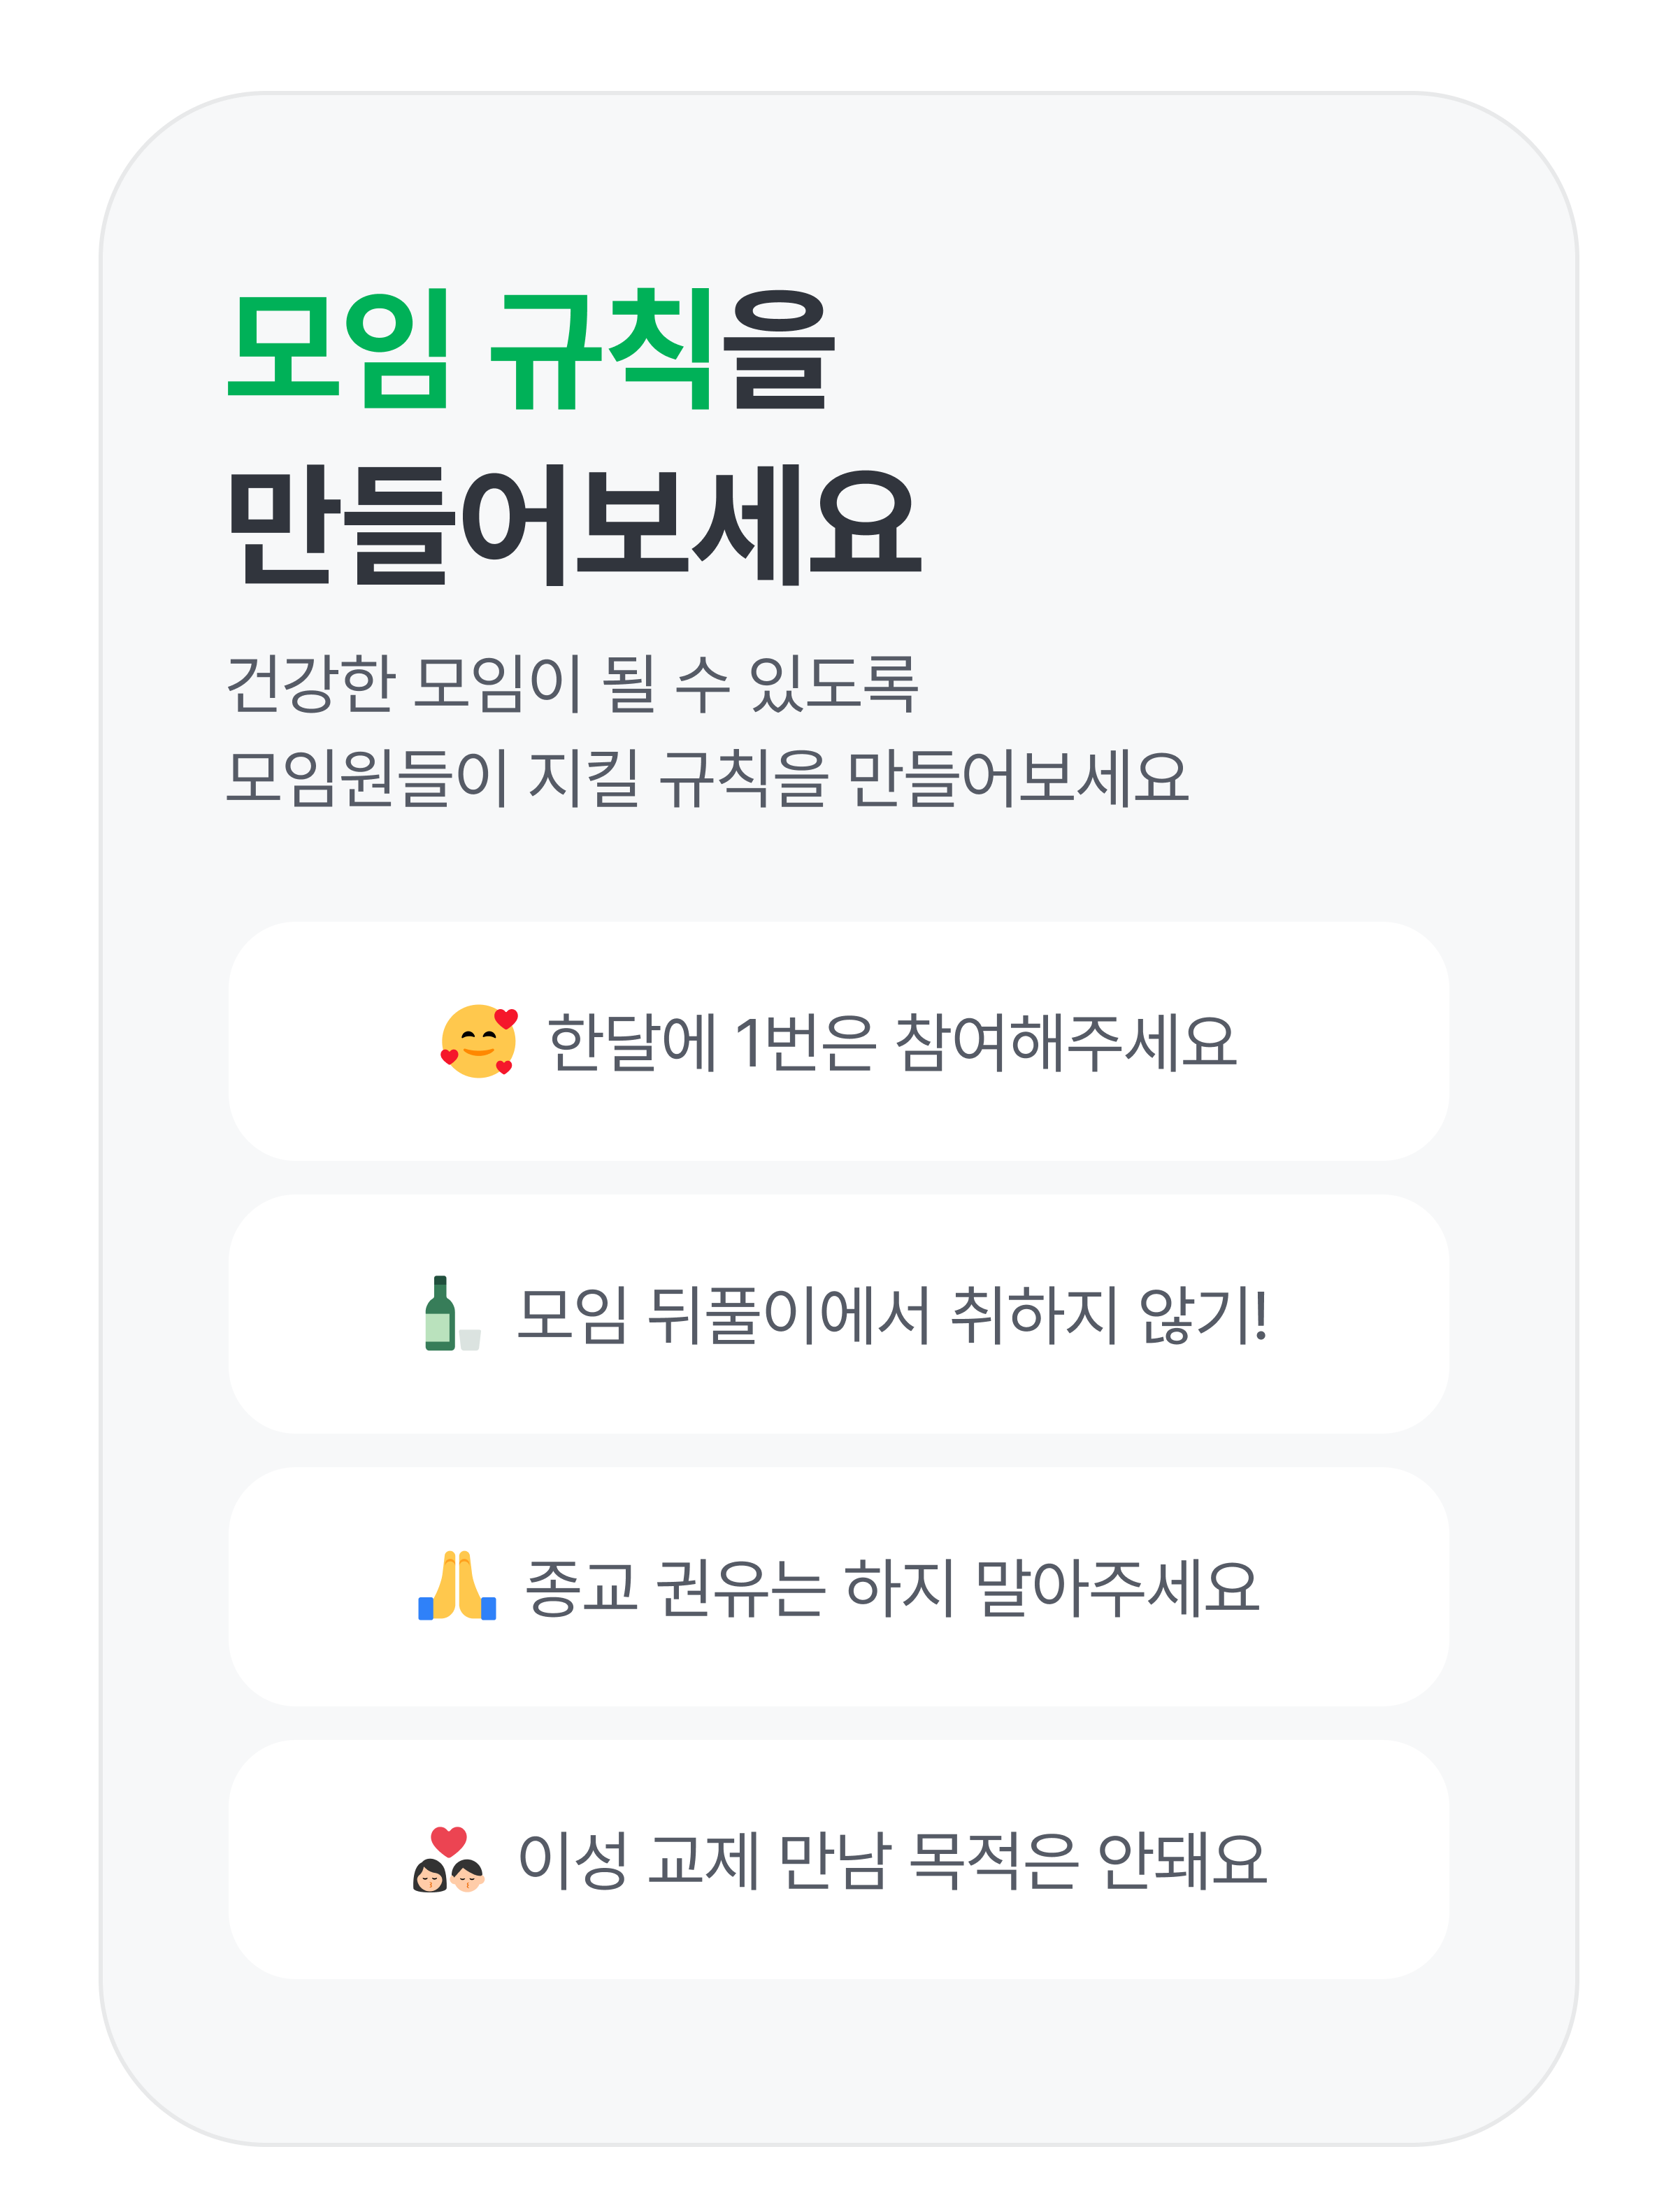 모임 규칙을
만들어보세요
건강한 모임이 될 수 있도록
모임원들이 지킬 규칙을 만들어보세요
한달에 1번은 참여해주세요
모임 뒤풀이에서 취하지 않기!
종교 권유는 하지 말아주세요
이성 교제 만남 목적은 안돼요